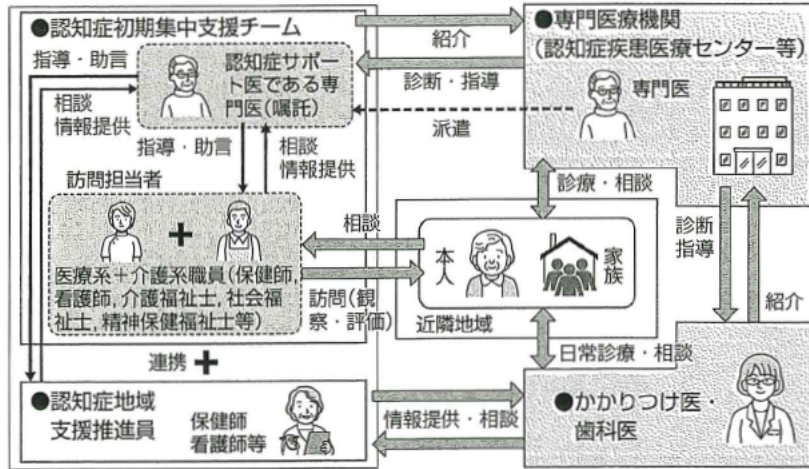 ●認知症初期集中支援チーム
指導・助言
認知症サポー
ト医である専
門医(嘱託)
相談
情報提供
指導・助言
相談
情報提供
訪問担当者
医療系+介護系職員(保健師,
看護師, 介護福祉士, 社会福
祉士, 精神保健福祉士等)
連携
●認知症地域
支援推進員
保健師
看護師等
紹介
診断・指導
派遣
相談
訪問(観
察・評価)
診療・相談
本人
家族
近隣地域
日常診療・相談
情報提供・相談
●専門医療機関
(認知症疾患医療センター等)
専門医
診断
指導
紹介
●かかりつけ医・
歯科医